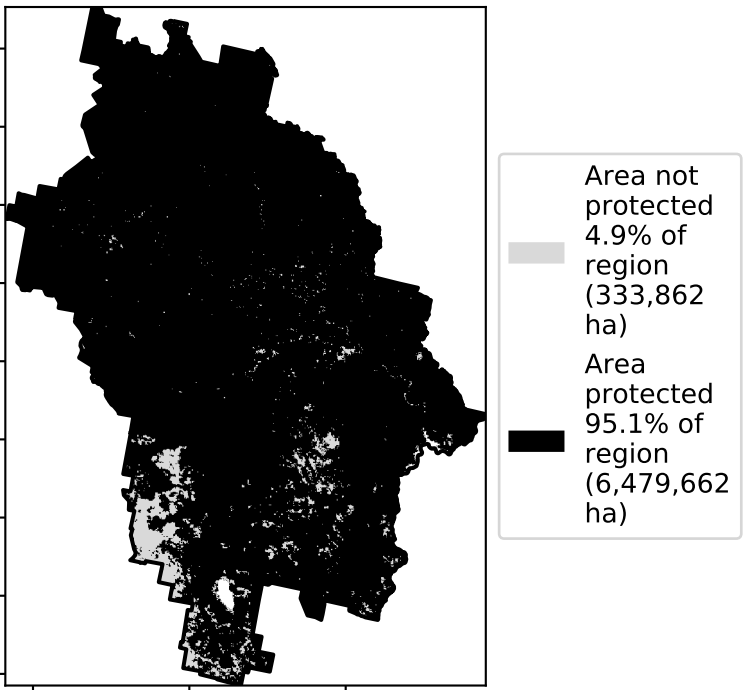 Area not
protected
4.9% of
region
(333,862
ha)
Area
protected
95.1% of
region
(6,479,662
ha)